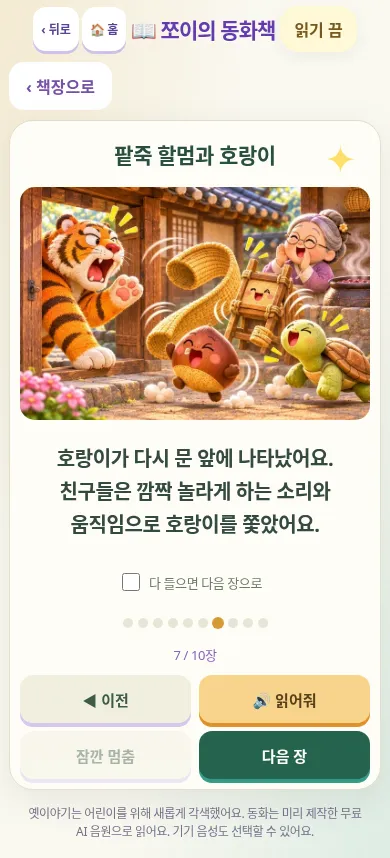 ‹ 뒤로 🏠 홈 📖 쪼이의 동화책 읽기 끔
‹ 책장으로
팥죽 할멈과 호랑이
호랑이가 다시 문 앞에 나타났어요.
친구들은 깜짝 놀라게 하는 소리와
움직임으로 호랑이를 쫓았어요.
다 들으면 다음 장으로
7 / 10장
◀ 이전 🔊 읽어줘
잠깐 멈춤 다음 장
옛이야기는 어린이를 위해 새롭게 각색했어요. 동화는 미리 제작한 무료
AI 음원으로 읽어요. 기기 음성도 선택할 수 있어요.